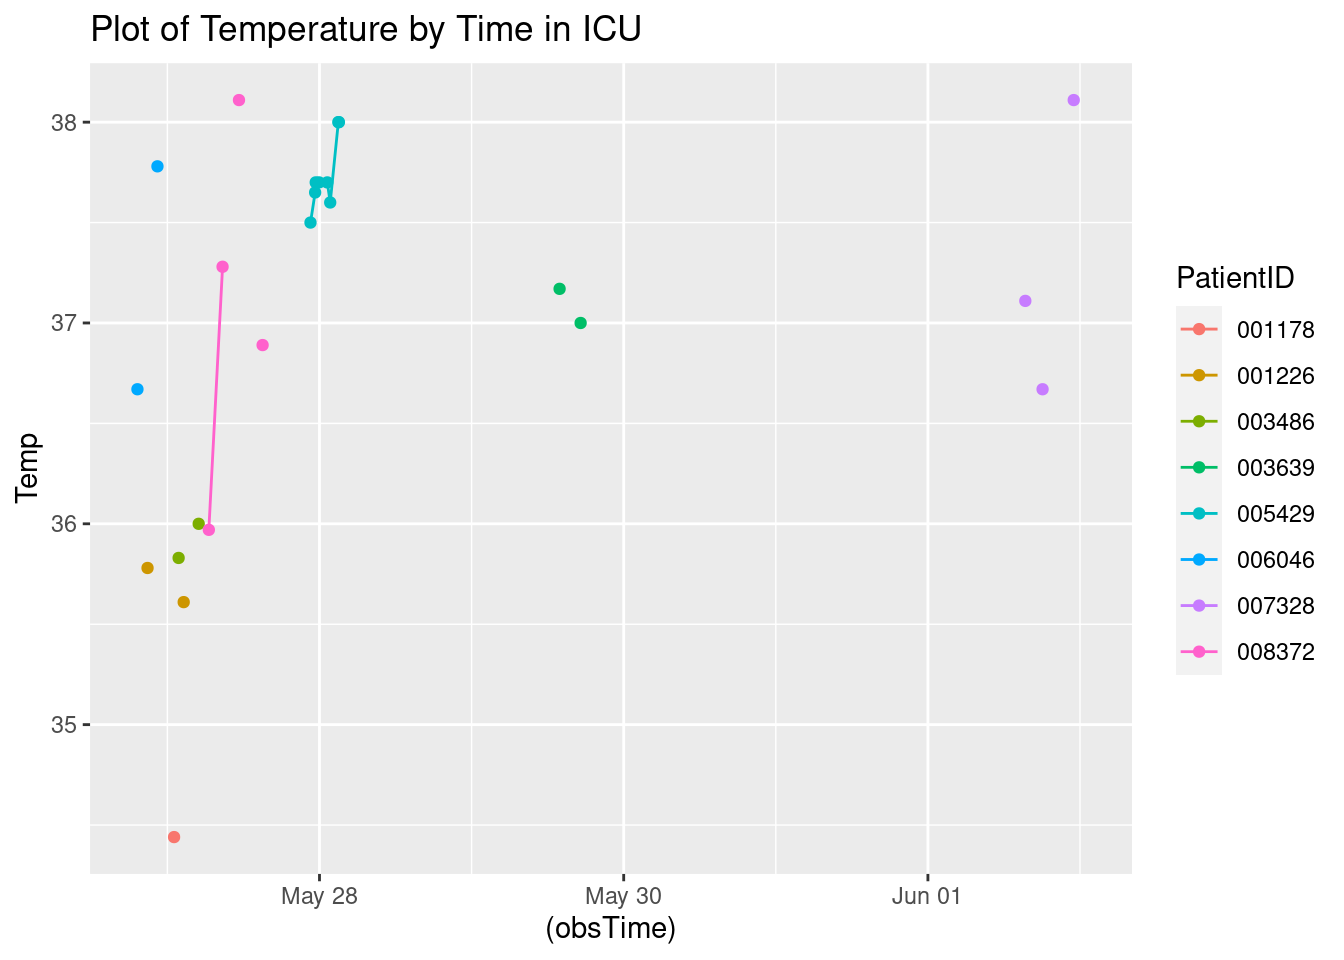 Plot of Temperature by Time in ICU
38
37
36
35
Temp
May 28
May 30
Jun 01
(obsTime)
PatientID
001178
001226
003486
003639
005429
006046
007328
008372